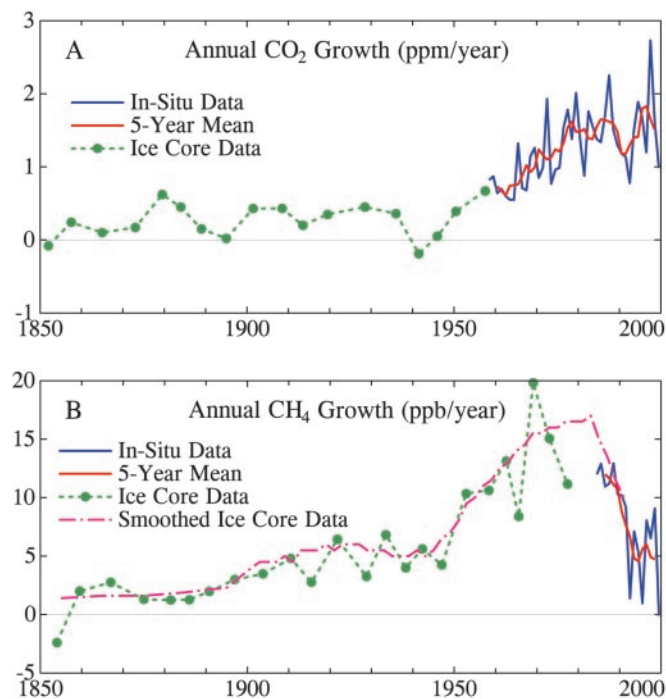 3
A Annual CO₂ Growth (ppm/year)
In-Situ Data
2
5-Year Mean
Ice Core Data
1
0
-1
1850 1900 1950 2000
20
B Annual CH₄ Growth (ppb/year)
In-Situ Data
15
5-Year Mean
Ice Core Data
10
Smoothed Ice Core Data
5
0
-5
1850 1900 1950 2000